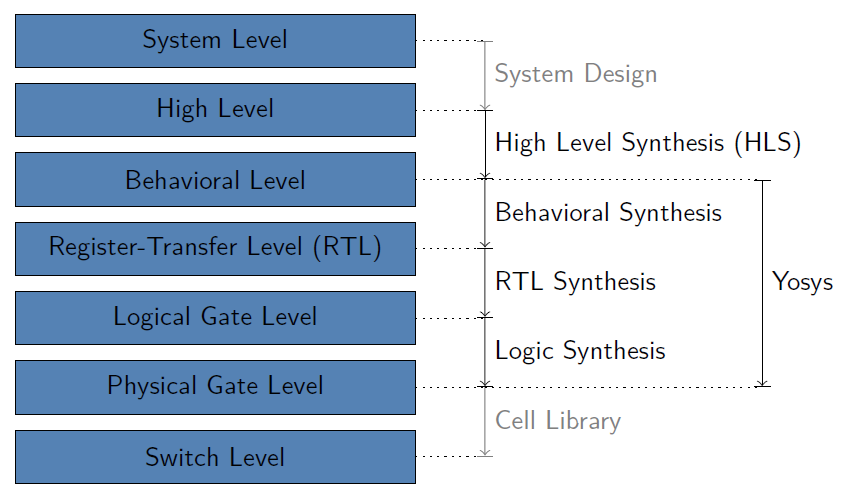 System Level
System Design
High Level
High Level Synthesis (HLS)
Behavioral Level
Behavioral Synthesis
Register-Transfer Level (RTL)
RTL Synthesis
Yosys
Logical Gate Level
Logic Synthesis
Physical Gate Level
Cell Library
Switch Level